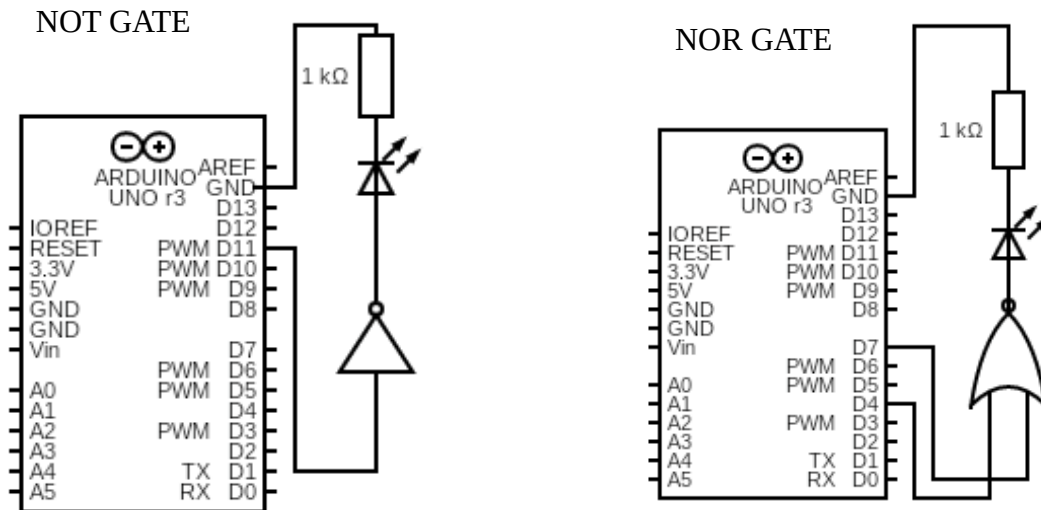 NOT GATE
1 kΩ
ARDUINO
UNO r3
AREF
GND
D13
D12
IOREF
RESET PWM D11
3.3V PWM D10
5V PWM D9
GND D8
GND
Vin D7
PWM D6
A0 PWM D5
A1 D4
A2 PWM D3
A3 D2
A4 TX D1
A5 RX D0
NOR GATE
1 kΩ
ARDUINO
UNO r3
AREF
GND
D13
D12
IOREF
RESET PWM D11
3.3V PWM D10
5V PWM D9
GND D8
GND
Vin D7
PWM D6
A0 PWM D5
A1 D4
A2 PWM D3
A3 D2
A4 TX D1
A5 RX D0